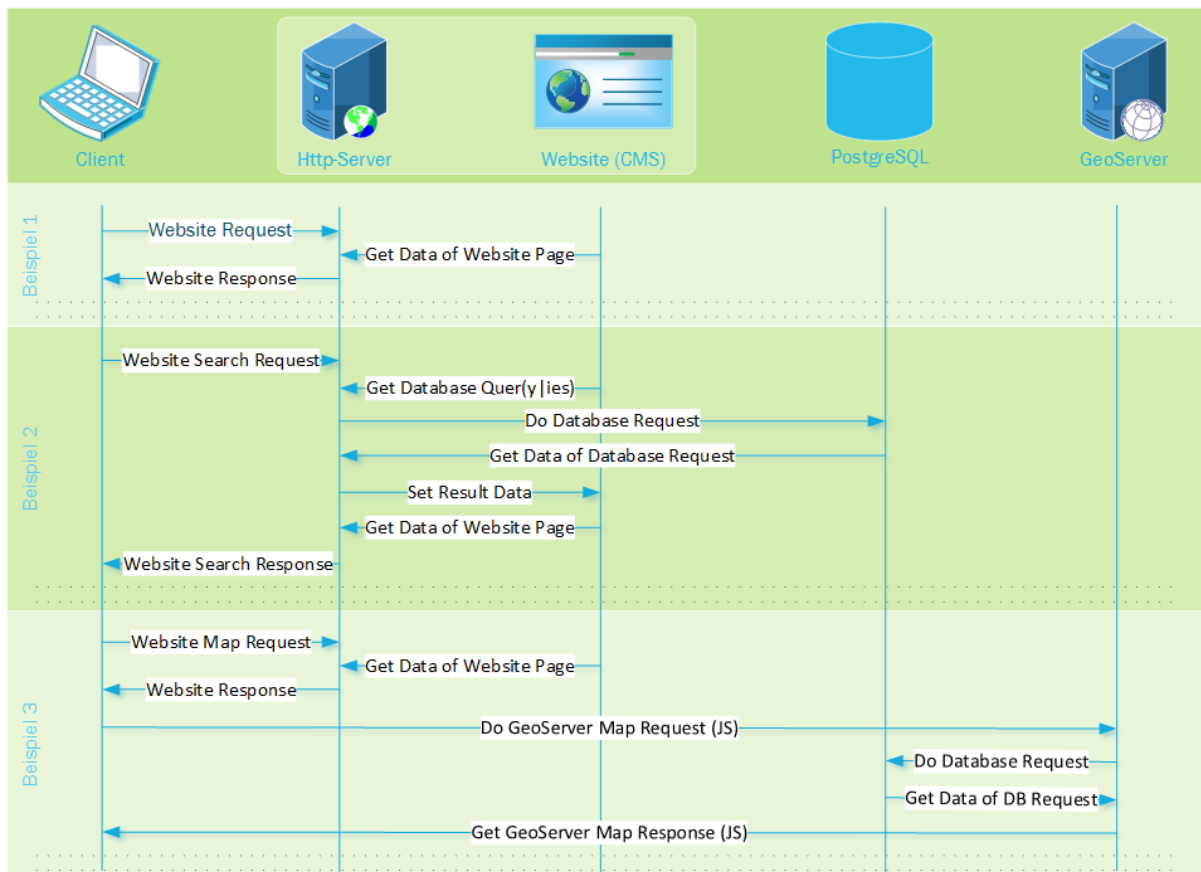 Client
Http-Server
Website (CMS)
PostgreSQL
GeoServer
Beispiel 1
Website Request
Get Data of Website Page
Website Response
Beispiel 2
Website Search Request
Get Database Quer(y|ies)
Do Database Request
Get Data of Database Request
Set Result Data
Get Data of Website Page
Website Search Response
Beispiel 3
Website Map Request
Get Data of Website Page
Website Response
Do GeoServer Map Request (JS)
Do Database Request
Get Data of DB Request
Get GeoServer Map Response (JS)